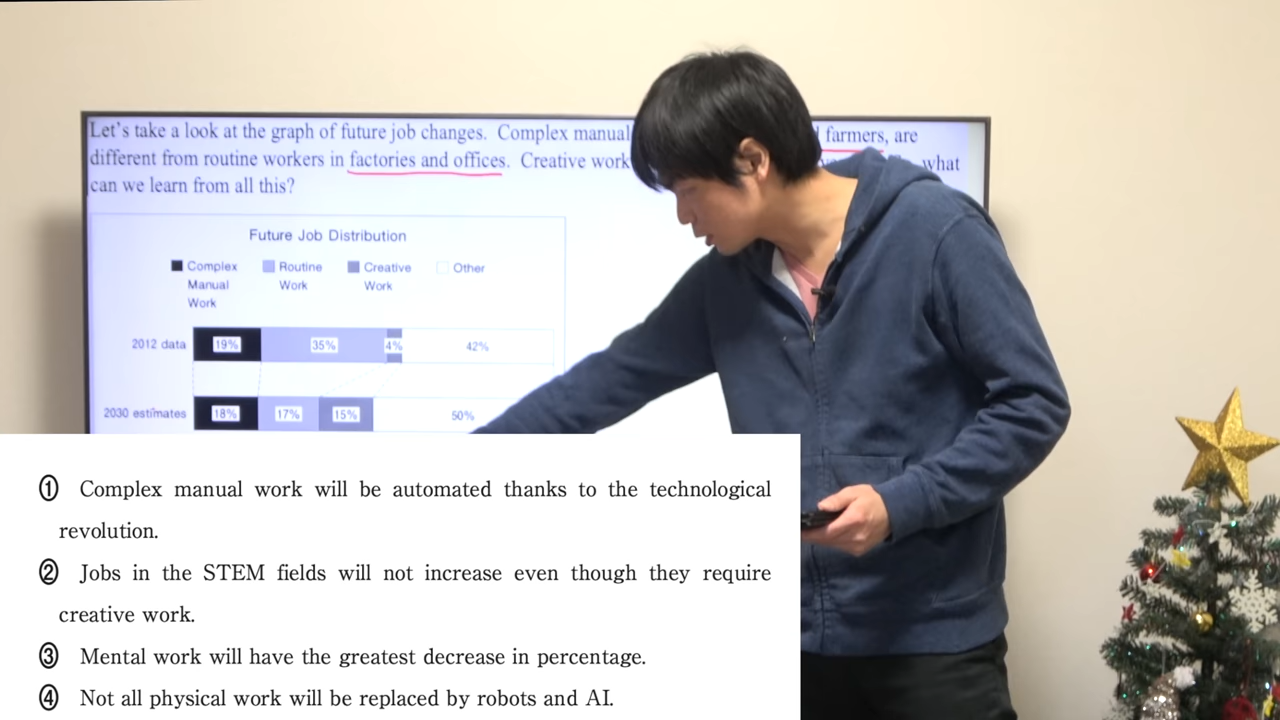 Let's take a look at the graph of future job changes. Complex manual farmers, are
different from routine workers in factories and offices. Creative work what
can we learn from all this?
Future Job Distribution
Complex Manual Work
Routine Work
Creative Work
Other
2012 data 19% 35% 4% 42%
2030 estimates 18% 17% 15% 50%
① Complex manual work will be automated thanks to the technological
revolution.
② Jobs in the STEM fields will not increase even though they require
creative work.
③ Mental work will have the greatest decrease in percentage.
④ Not all physical work will be replaced by robots and AI.